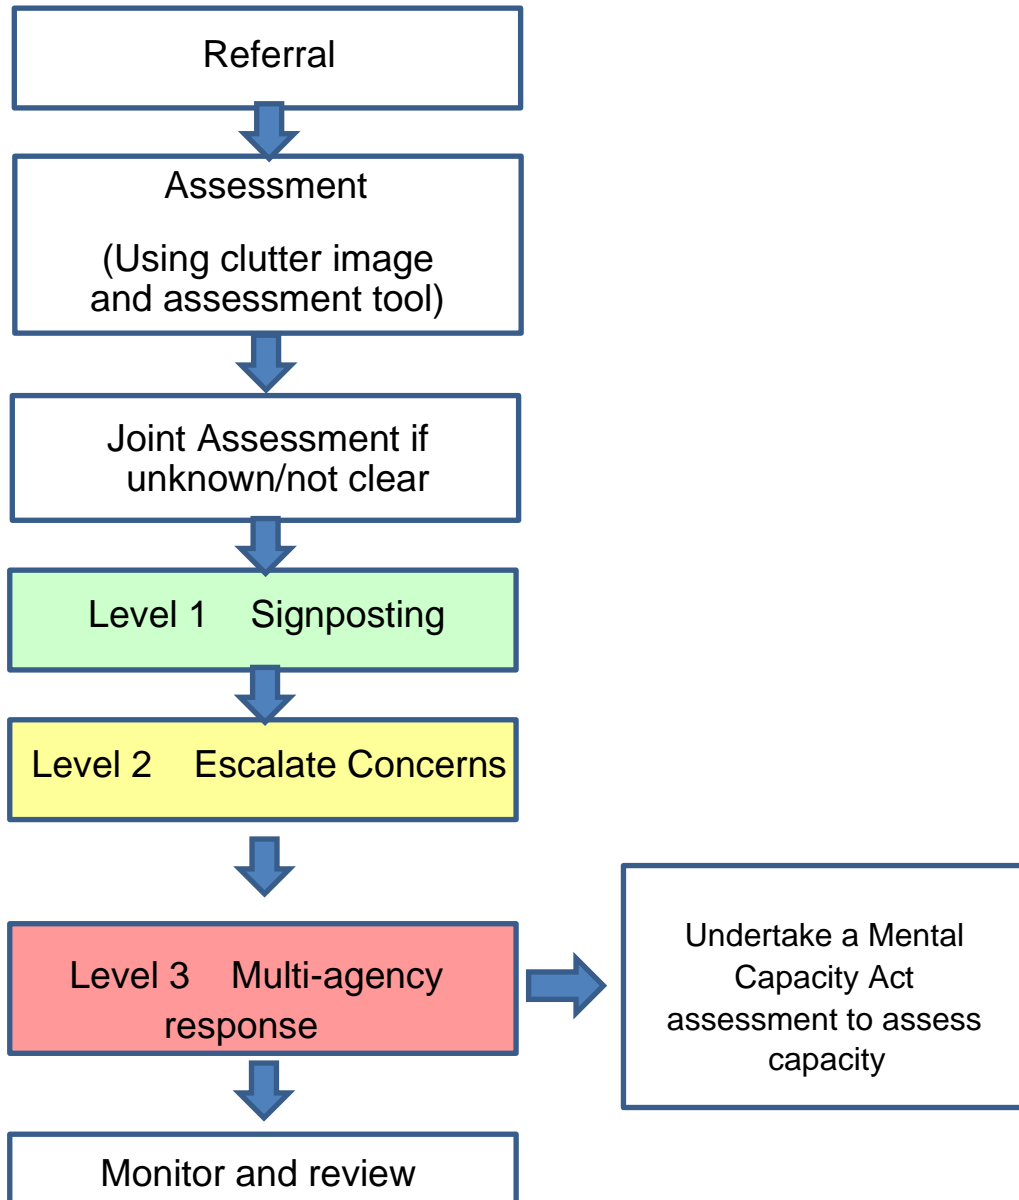 Referral
Assessment
(Using clutter image
and assessment tool)
Joint Assessment if
unknown/not clear
Level 1 Signposting
Level 2 Escalate Concerns
Level 3 Multi-agency
response
Undertake a Mental
Capacity Act
assessment to assess
capacity
Monitor and review